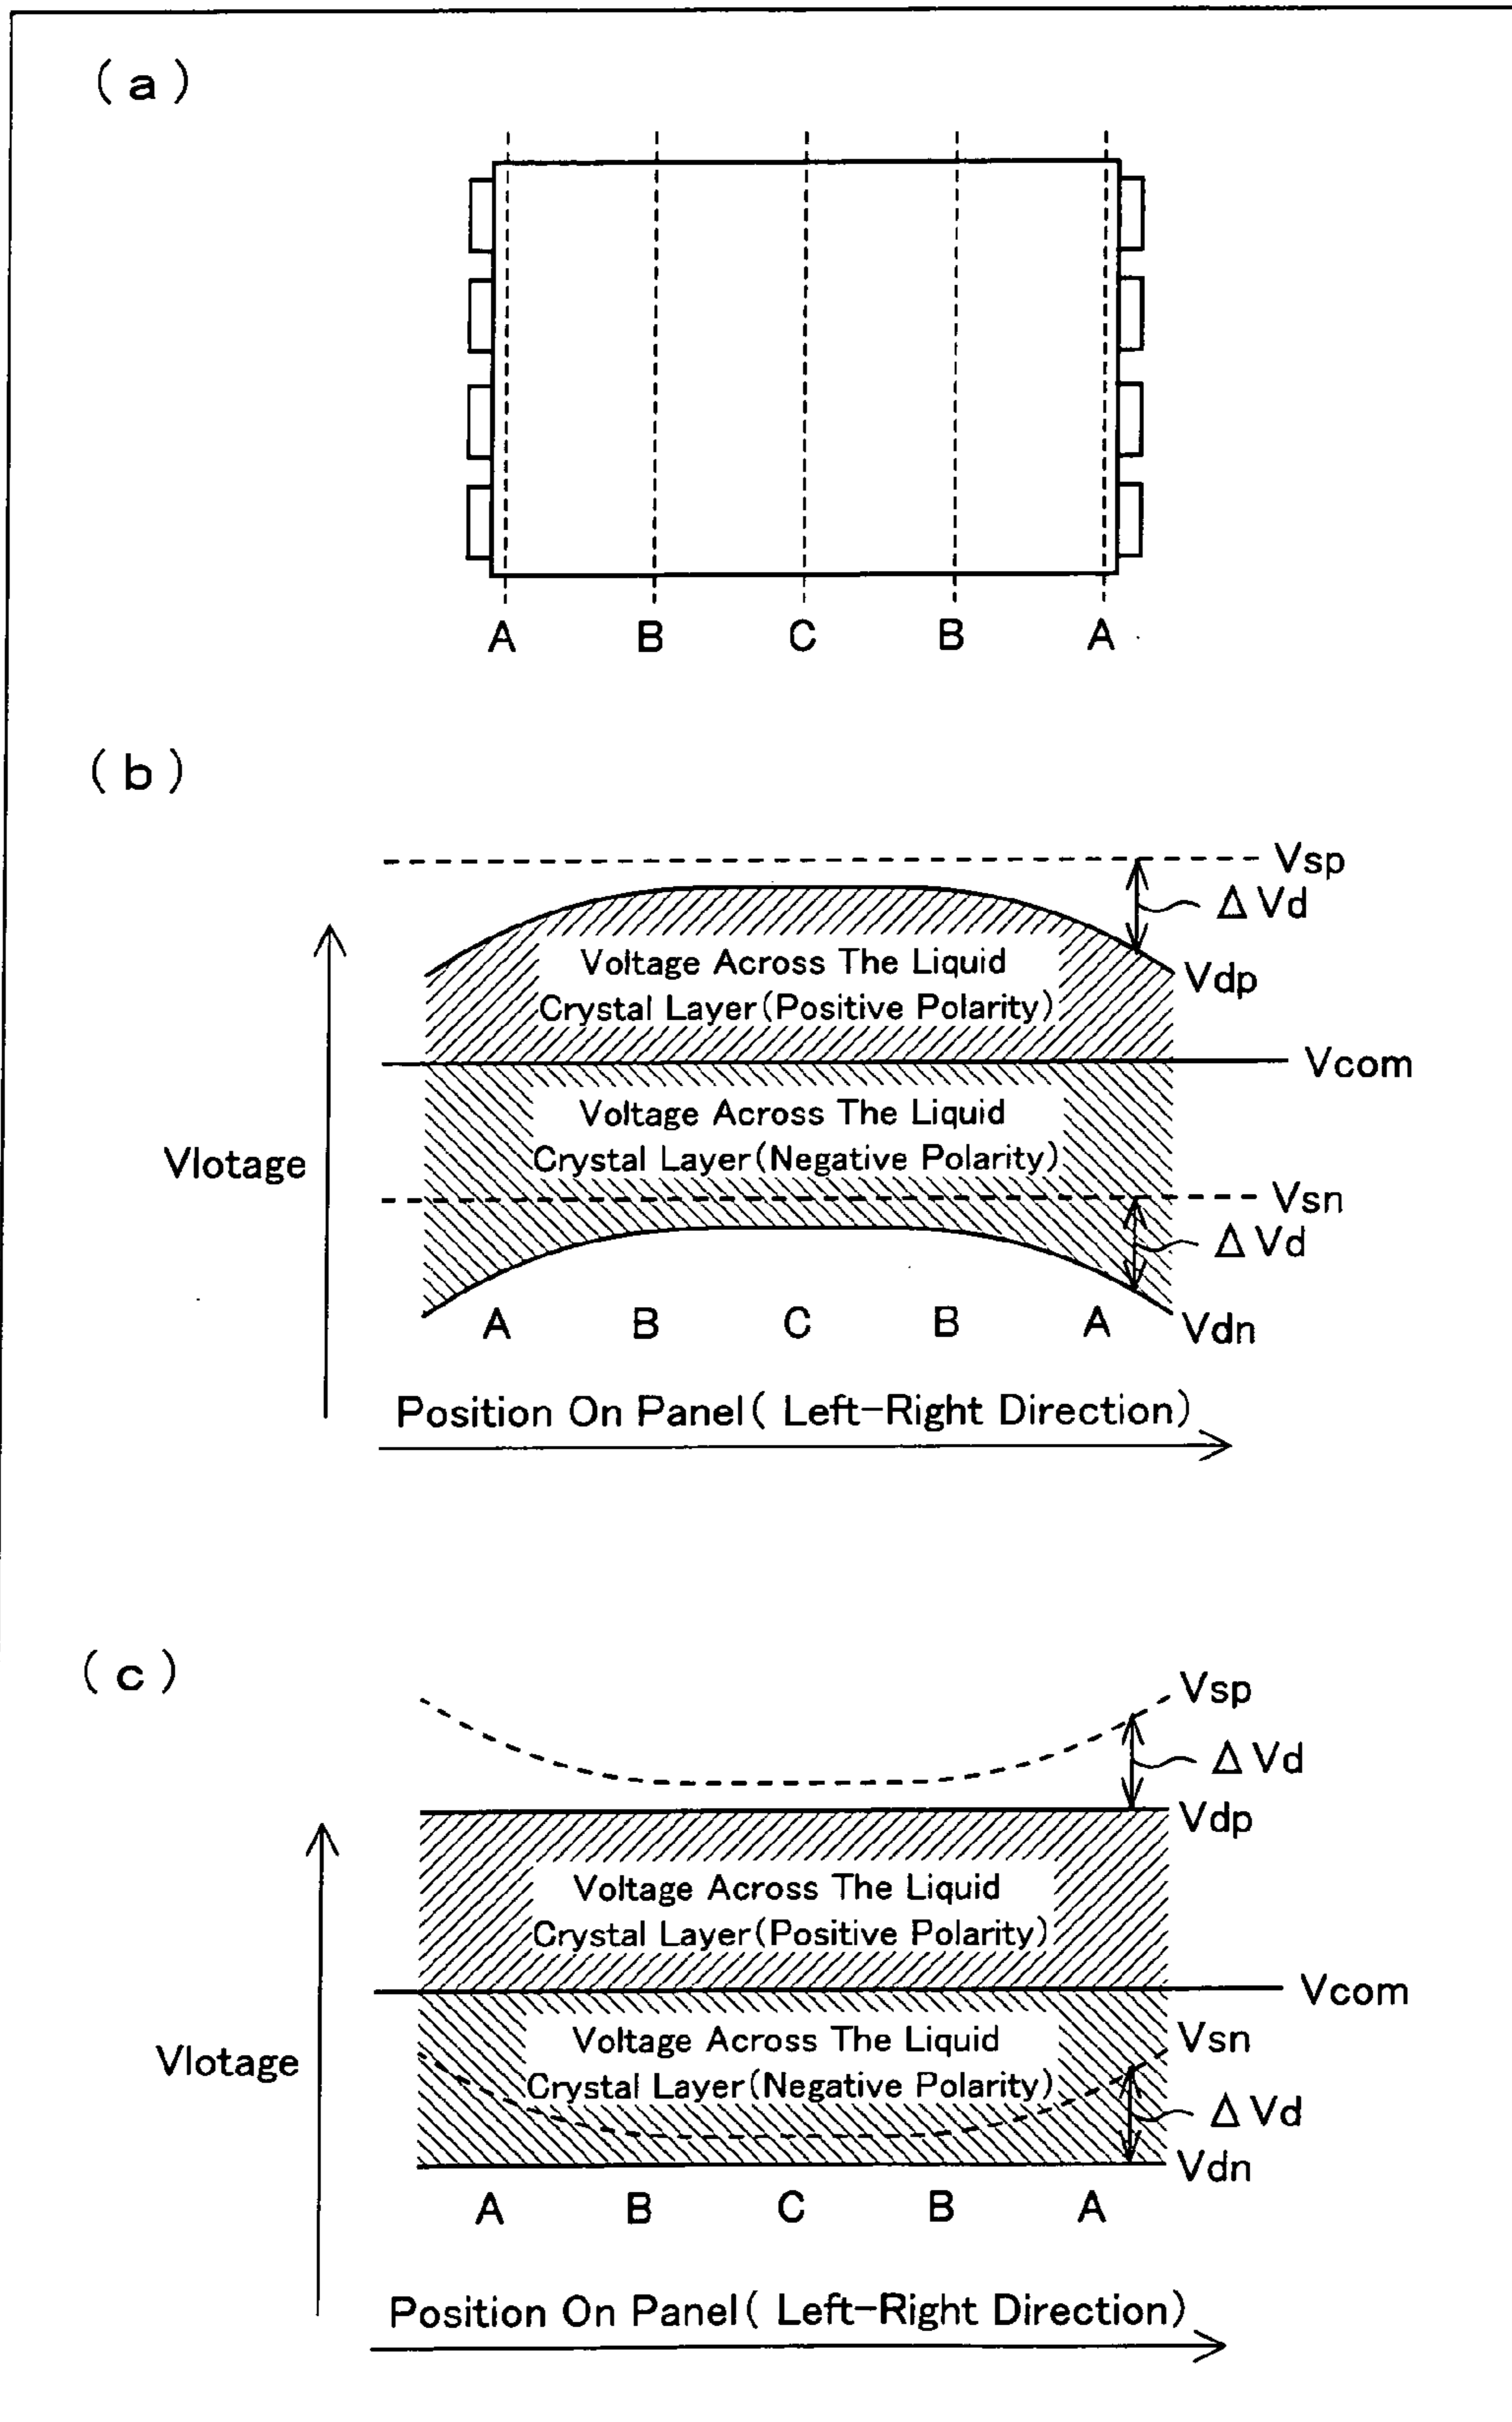 (a)
A B C B A
(b)
Vsp
ΔVd
Voltage Across The Liquid
Crystal Layer(Positive Polarity)
Vdp
Vcom
Voltage Across The Liquid
Crystal Layer(Negative Polarity)
Vlotage
Vsn
ΔVd
A B C B A
Vdn
Position On Panel( Left-Right Direction)
(c)
Vsp
ΔVd
Vdp
Voltage Across The Liquid
Crystal Layer(Positive Polarity)
Vcom
Voltage Across The Liquid
Crystal Layer(Negative Polarity)
Vsn
Vlotage
ΔVd
Vdn
A B C B A
Position On Panel( Left-Right Direction)